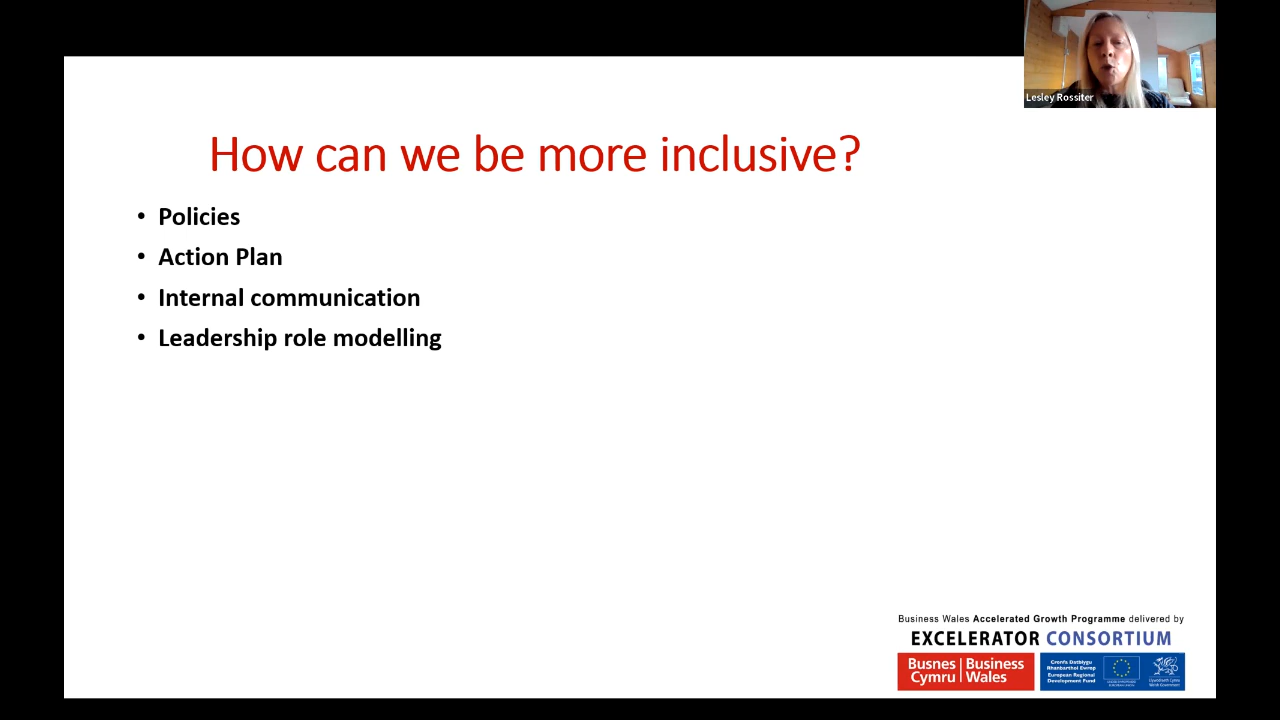 Lesley Rossiter
How can we be more inclusive?
• Policies
• Action Plan
• Internal communication
• Leadership role modelling
Business Wales Accelerated Growth Programme delivered by
EXCELERATOR CONSORTIUM
Busnes Cymru
Business Wales
Cronfa Datblygu
Rhanbarthol Ewrop
European Regional
Development Fund
Llywodraeth Cymru
Welsh Government